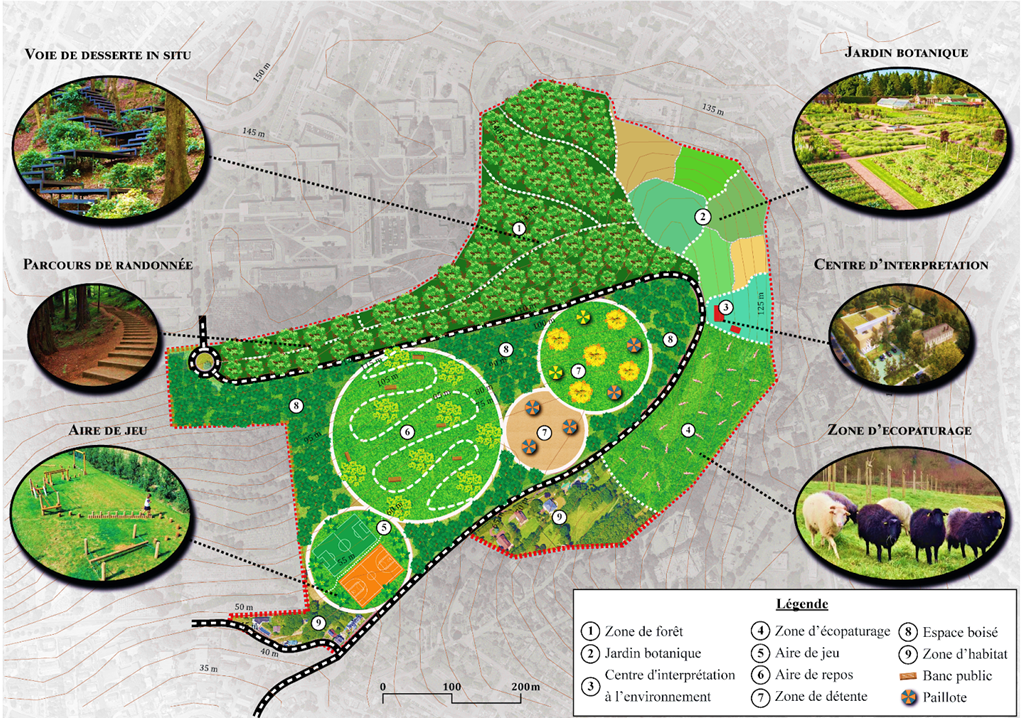 VOIE DE DESSERTE IN SITU
JARDIN BOTANIQUE
150 m
135 m
145 m
1
2
PARCOURS DE RANDONNÉE
CENTRE D'INTERPRETATION
3
125 m
100
8
8
105 m
7
8
95 m
6
7
4
AIRE DE JEU
ZONE D'ECOPATURAGE
9
5
55 m
50 m
9
40 m
35 m
0 100 200 m
Légende
1 Zone de forêt
2 Jardin botanique
3 Centre d'interprétation
à l'environnement
4 Zone d'écopaturage
5 Aire de jeu
6 Aire de repos
7 Zone de détente
8 Espace boisé
9 Zone d'habitat
Banc public
Paillote